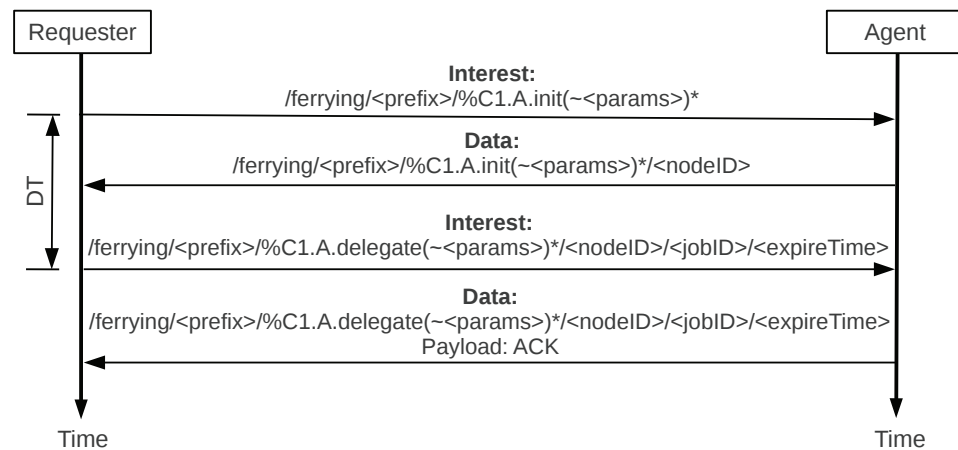 Requester
Agent
Interest:
/ferrying/<prefix>/%C1.A.init(~<params>)*
Data:
/ferrying/<prefix>/%C1.A.init(~<params>)*/<nodeID>
DT
Interest:
/ferrying/<prefix>/%C1.A.delegate(~<params>)*/<nodeID>/<jobID>/<expireTime>
Data:
/ferrying/<prefix>/%C1.A.delegate(~<params>)*/<nodeID>/<jobID>/<expireTime>
Payload: ACK
Time
Time